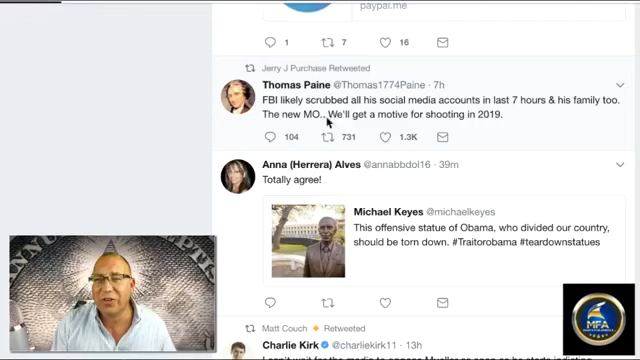 paypal.me
1 7 16
Jerry J Purchase Retweeted
Thomas Paine @Thomas1774Paine · 7h
FBI likely scrubbed all his social media accounts in last 7 hours & his family too.
The new MO.. We'll get a motive for shooting in 2019.
104 731 1.3K
Anna (Herrera) Alves @annabbdol16 · 39m
Totally agree!
Michael Keyes @michaelkeyes
This offensive statue of Obama, who divided our country,
should be torn down. #Traitorobama #teardownstatues
MFA
Matt Couch 🔸 Retweeted
Charlie Kirk @charliekirk11 · 13h